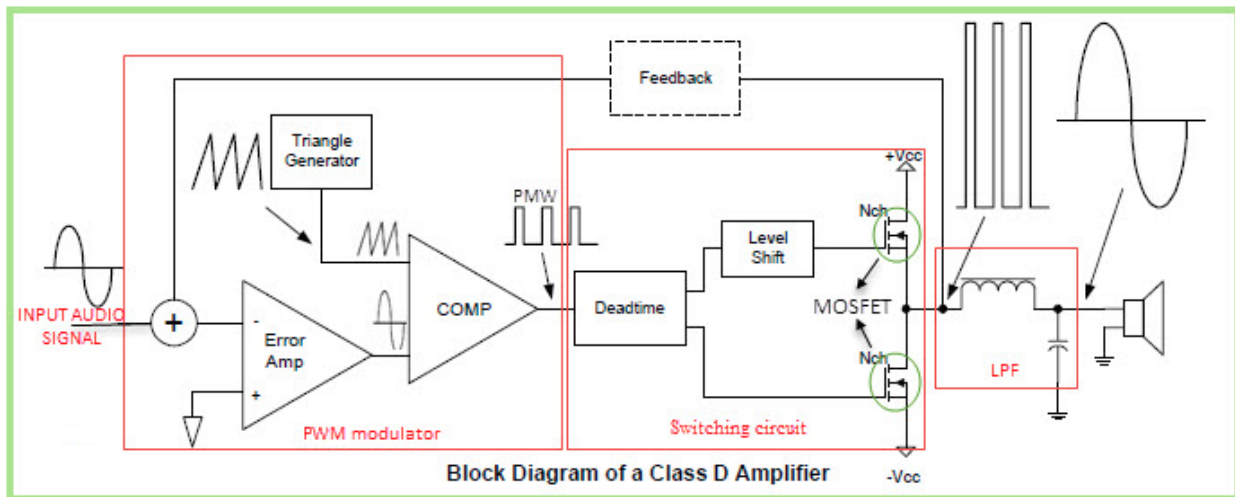 Feedback
Triangle
Generator
+Vcc
PMW
Nch
Level
Shift
INPUT AUDIO
SIGNAL
+
-
Error
Amp
+
COMP
Deadtime
MOSFET
Nch
LPF
PWM modulator
Switching circuit
Block Diagram of a Class D Amplifier
-Vcc